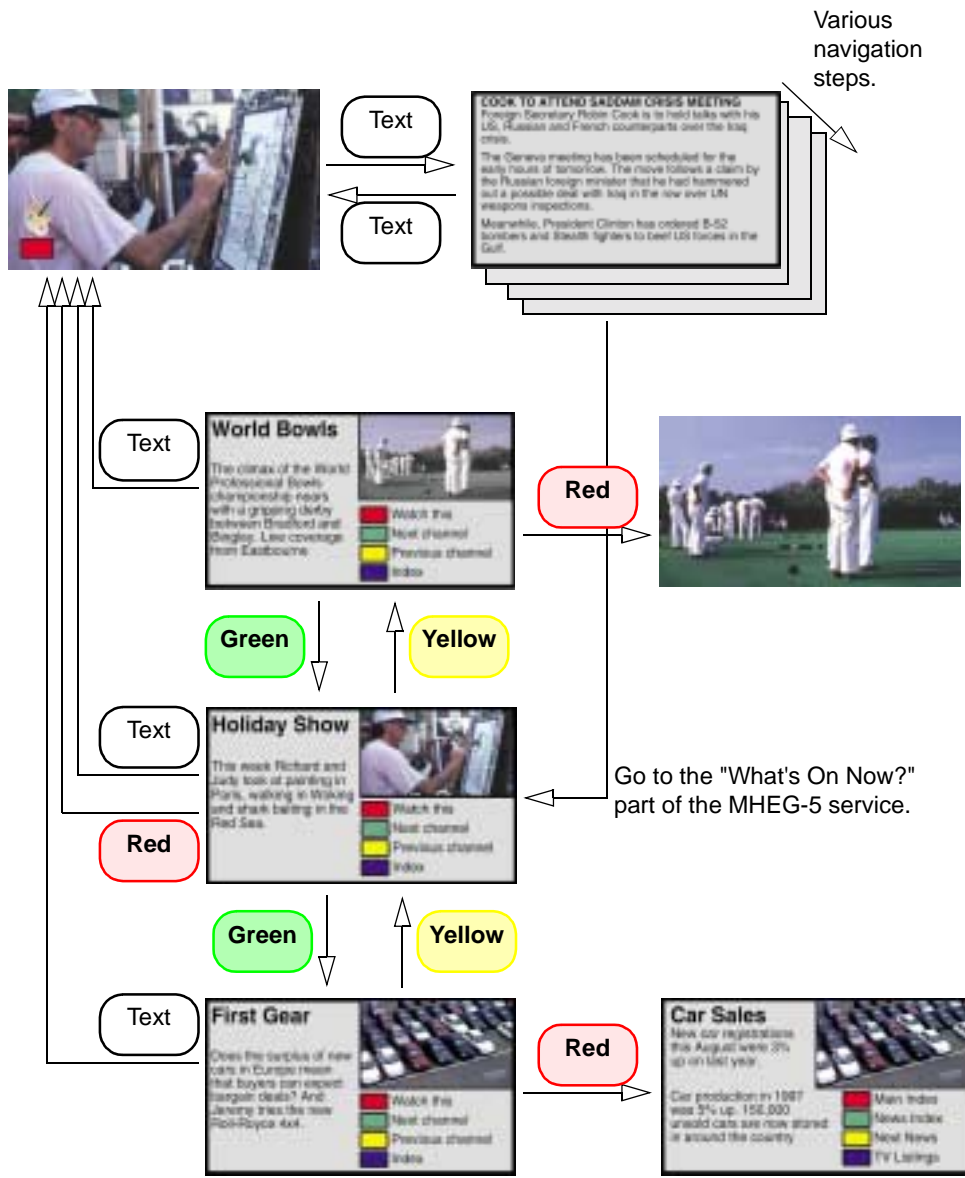 Various
navigation
steps.
Text
COOK TO ATTEND SADDAM CRISIS MEETING
Foreign Secretary Robin Cook is to hold talks with his
US, Russian and French counterparts over the Iraq
crisis.
The Geneva meeting has been scheduled for the
early hours of tomorrow. The move follows a claim by
the Russian foreign minister that he had hammered
out a possible deal with Iraq in the row over UN
weapons inspections.
Meanwhile, President Clinton has ordered B-52
bombers and Stealth fighters to beef US forces in the
Gulf.
Text
Text
World Bowls
The climax of the World
Professional Bowls
championship nears
with a gripping derby
between Bradford and
Bingley. Live coverage
from Eastbourne
Watch this
Next channel
Previous channel
Index
Red
Green
Yellow
Text
Holiday Show
This week Richard and
Judy look at painting in
Paris, walking in Woking
and shark baiting in the
Red Sea.
Watch this
Next channel
Previous channel
Index
Go to the "What's On Now?"
part of the MHEG-5 service.
Red
Green
Yellow
Text
First Gear
Does the surplus of new
cars in Europe mean
that buyers can expect
bargain deals? And
Jeremy tries the new
Roll-Royce 4x4.
Watch this
Next channel
Previous channel
Index
Red
Car Sales
New car registrations
this August were 3%
up on last year.
Car production in 1997
was 5% up. 150,000
unsold cars are now stored
in around the country
Main Index
News Index
Next News
TV Listings